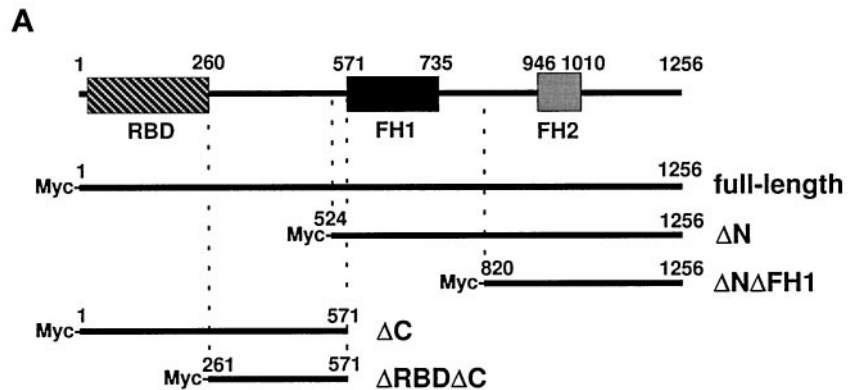 A
1 260 571 735 946 1010 1256
RBD FH1 FH2
1 1256
Myc- full-length
524 1256
Myc- ΔN
820 1256
Myc- ΔNΔFH1
1 571
Myc- ΔC
261 571
Myc- ΔRBDΔC